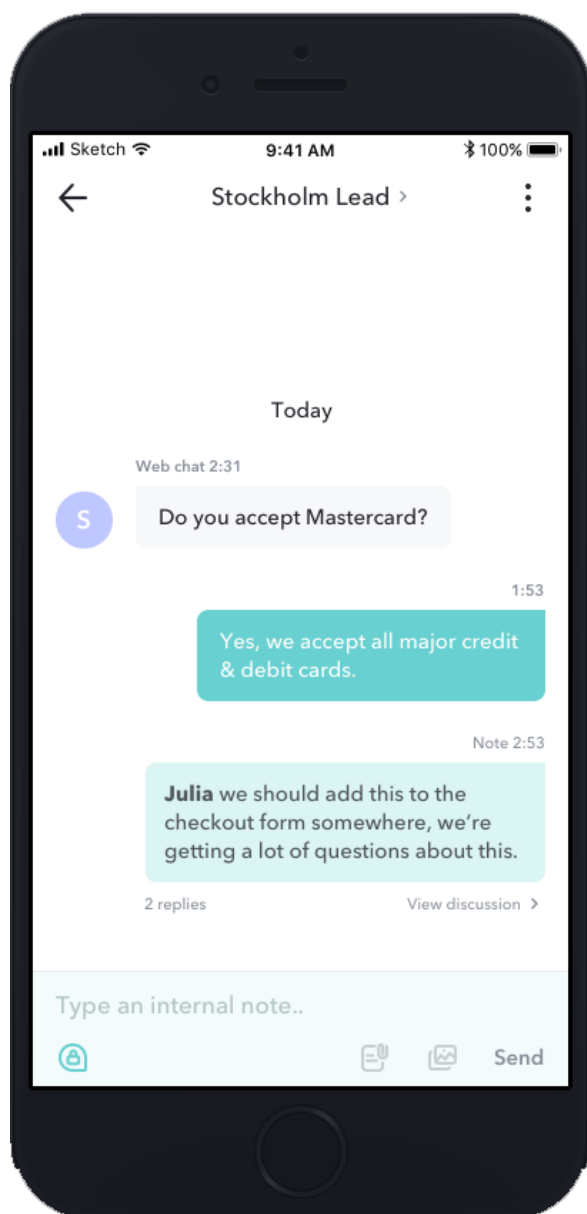 Sketch 9:41 AM 100%
Stockholm Lead >
Today
Web chat 2:31
S
Do you accept Mastercard?
1:53
Yes, we accept all major credit
& debit cards.
Note 2:53
Julia we should add this to the
checkout form somewhere, we’re
getting a lot of questions about this.
2 replies View discussion >
Type an internal note..
Send